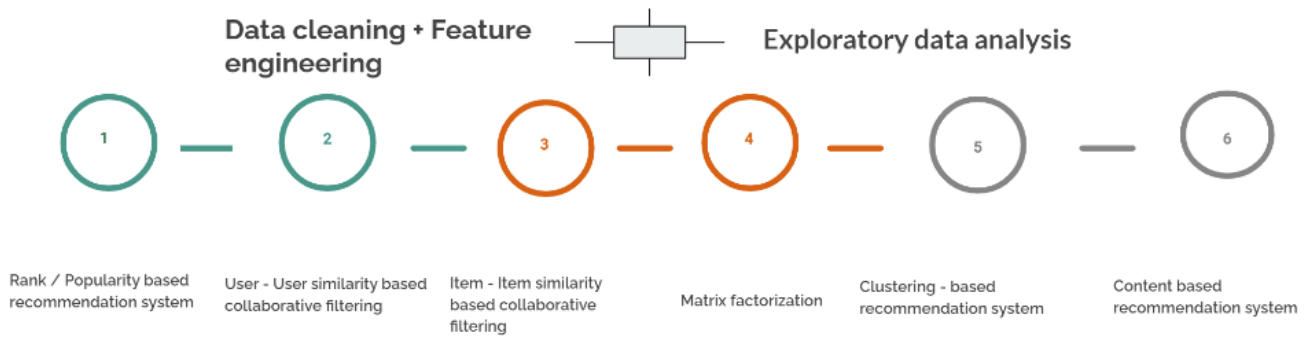 Data cleaning + Feature
engineering
Exploratory data analysis
1
2
3
4
5
6
Rank / Popularity based
recommendation system
User - User similarity based
collaborative filtering
Item - Item similarity
based collaborative
filtering
Matrix factorization
Clustering - based
recommendation system
Content based
recommendation system